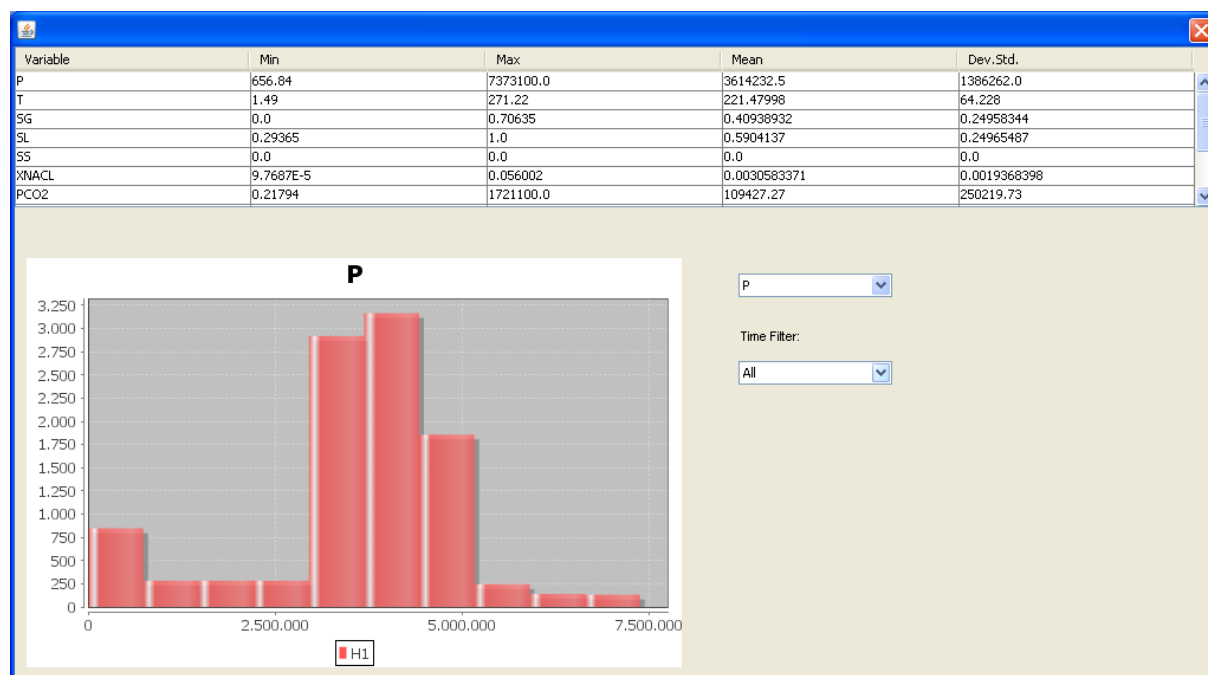 Variable Min Max Mean Dev.Std.
P 656.84 7373100.0 3614232.5 1386262.0
T 1.49 271.22 221.47998 64.228
SG 0.0 0.70635 0.40938932 0.24958344
SL 0.29365 1.0 0.5904137 0.24965487
SS 0.0 0.0 0.0 0.0
XNACL 9.7687E-5 0.056002 0.0030583371 0.0019368398
PCO2 0.21794 1721100.0 109427.27 250219.73
P
3.250
3.000
2.750
2.500
2.250
2.000
1.750
1.500
1.250
1.000
750
500
250
0
0 2.500.000 5.000.000 7.500.000
H1
P
Time Filter:
All